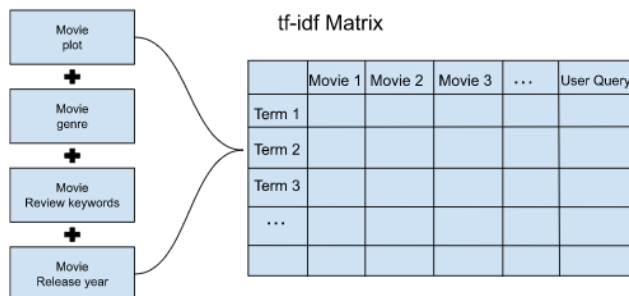 tf-idf Matrix
Movie
plot
Movie
genre
Movie
Review keywords
Movie
Release year
Movie 1 Movie 2 Movie 3 ... User Query
Term 1
Term 2
Term 3
...